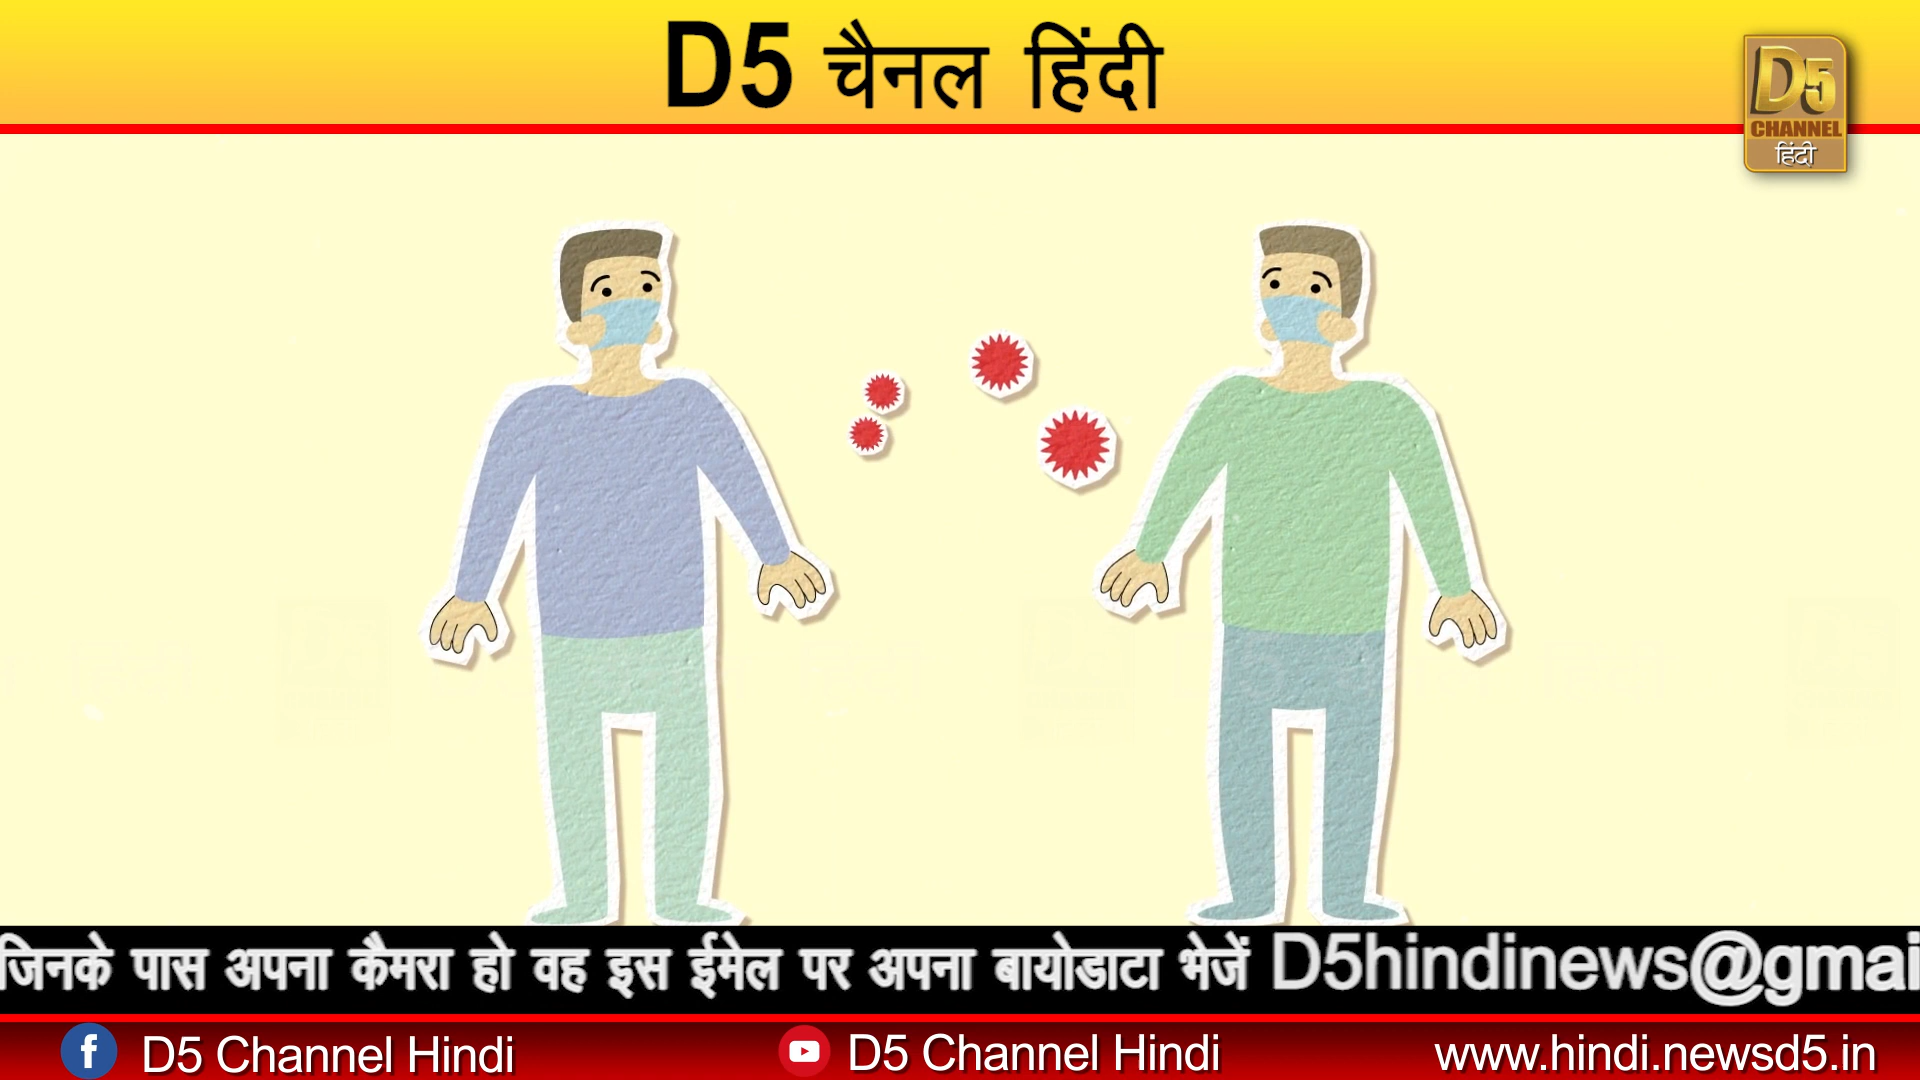 D5 चैनल हिंदी
D5
CHANNEL
हिंदी
जिनके पास अपना कैमरा हो वह इस ईमेल पर अपना बायोडाटा भेजें D5hindinews@gmai
D5 Channel Hindi
D5 Channel Hindi
www.hindi.newsd5.in